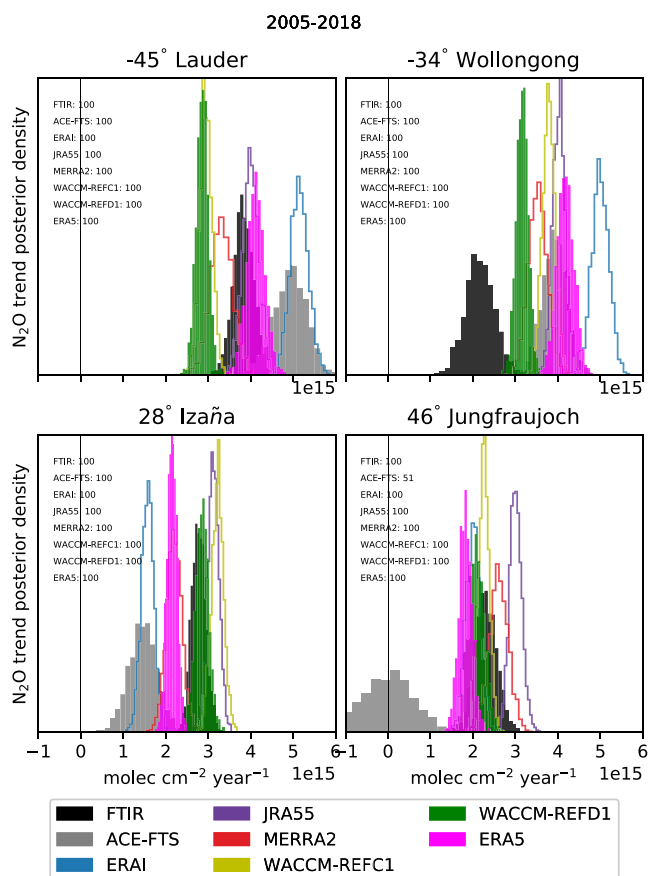 2005-2018
-45° Lauder
-34° Wollongong
N₂O trend posterior density
FTIR: 100
ACE-FTS: 100
ERAI: 100
JRA55: 100
MERRA2: 100
WACCM-REFC1: 100
WACCM-REFD1: 100
ERA5: 100
1e15
FTIR: 100
ACE-FTS: 100
ERAI: 100
JRA55: 100
MERRA2: 100
WACCM-REFC1: 100
WACCM-REFD1: 100
ERA5: 100
1e15
28° Izaña
46° Jungfraujoch
N₂O trend posterior density
FTIR: 100
ACE-FTS: 100
ERAI: 100
JRA55: 100
MERRA2: 100
WACCM-REFC1: 100
WACCM-REFD1: 100
ERA5: 100
−1 0 1 2 3 4 5 6
molec cm⁻² year⁻¹
1e15
FTIR: 100
ACE-FTS: 51
ERAI: 100
JRA55: 100
MERRA2: 100
WACCM-REFC1: 100
WACCM-REFD1: 100
ERA5: 100
−1 0 1 2 3 4 5 6
molec cm⁻² year⁻¹
1e15
FTIR
ACE-FTS
ERAI
JRA55
MERRA2
WACCM-REFC1
WACCM-REFD1
ERA5